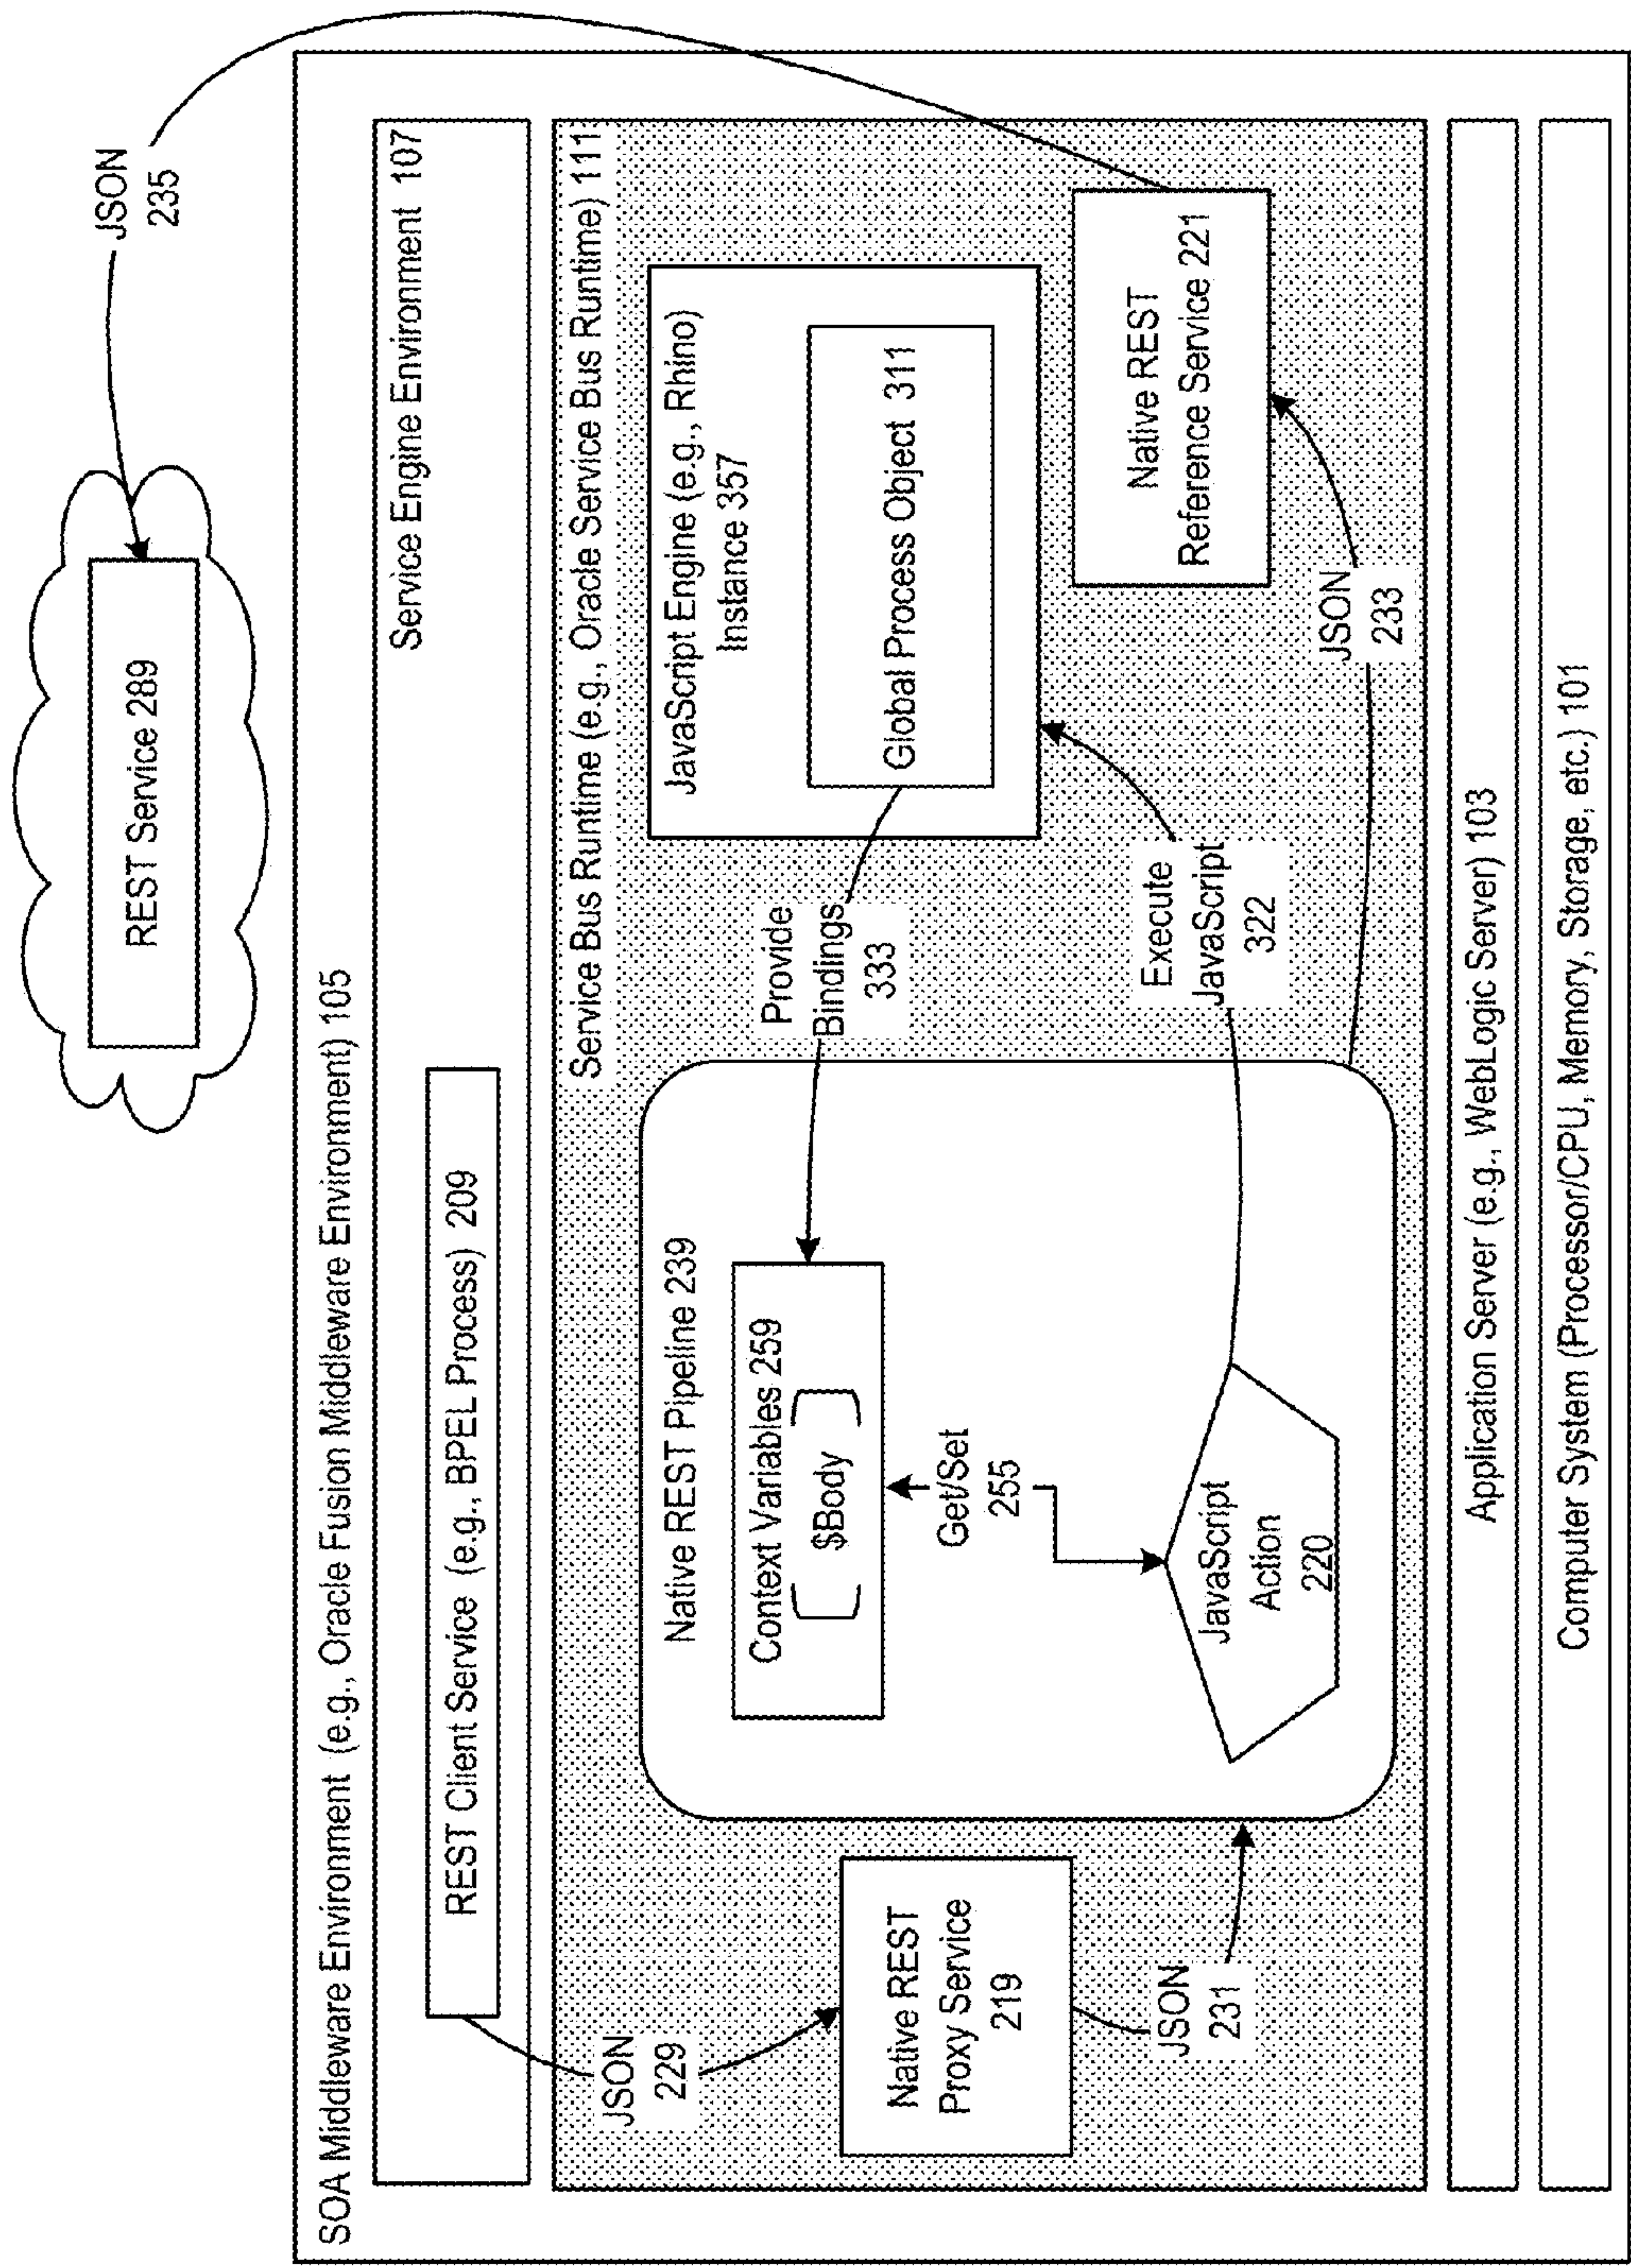 REST Service 289
JSON
235
SOA Middleware Environment (e.g., Oracle Fusion Middleware Environment) 105
Service Engine Environment 107
REST Client Service (e.g., BPEL Process) 209
Service Bus Runtime (e.g., Oracle Service Bus Runtime) 111
JSON
229
Native REST
Proxy Service
219
JSON
231
Native REST Pipeline 239
Context Variables 259
$Body
Get/Set
255
JavaScript
Action
220
Provide
Bindings
333
Execute
JavaScript
322
JavaScript Engine (e.g., Rhino)
Instance 357
Global Process Object 311
Native REST
Reference Service 221
JSON
233
Application Server (e.g., WebLogic Server) 103
Computer System (Processor/CPU, Memory, Storage, etc.) 101